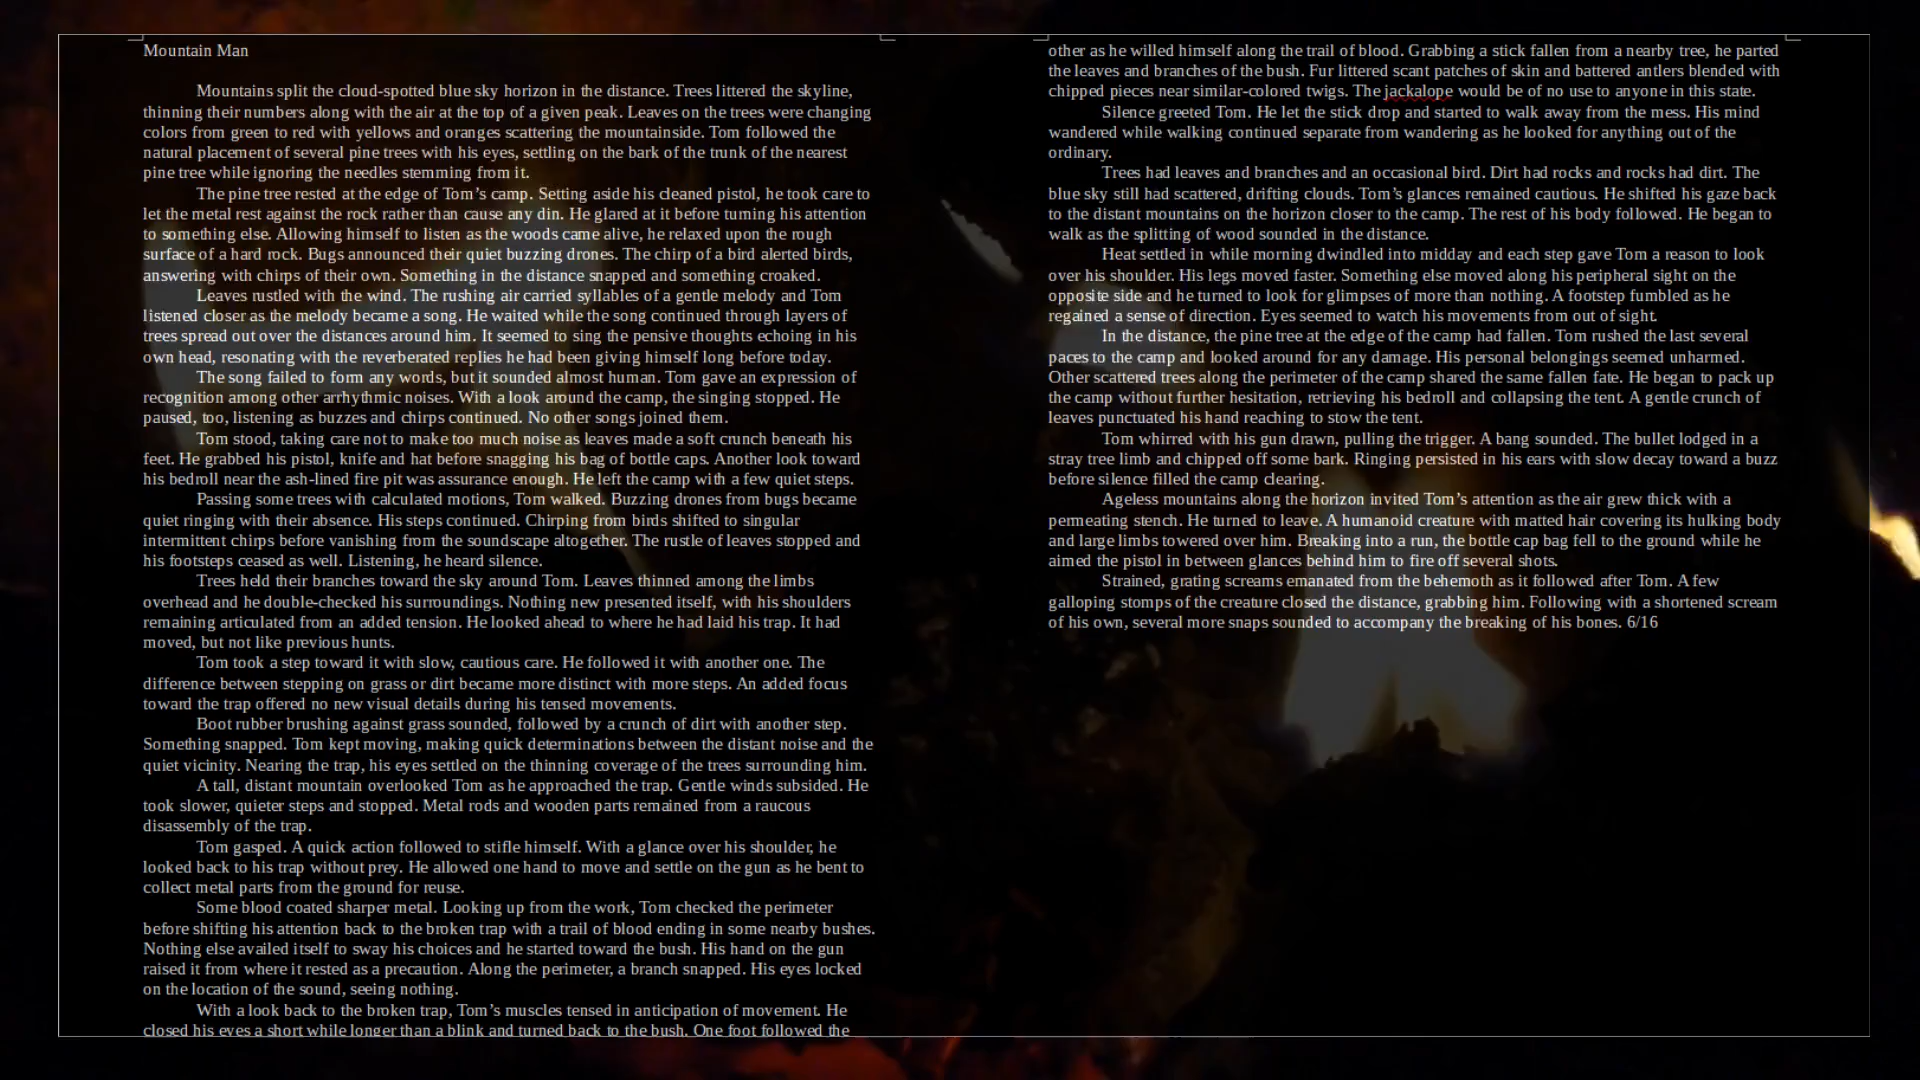 Mountain Man
Mountains split the cloud-spotted blue sky horizon in the distance. Trees littered the skyline,
thinning their numbers along with the air at the top of a given peak. Leaves on the trees were changing
colors from green to red with yellows and oranges scattering the mountainside. Tom followed the
natural placement of several pine trees with his eyes, settling on the bark of the trunk of the nearest
pine tree while ignoring the needles stemming from it.
The pine tree rested at the edge of Tom’s camp. Setting aside his cleaned pistol, he took care to
let the metal rest against the rock rather than cause any din. He glared at it before turning his attention
to something else. Allowing himself to listen as the woods came alive, he relaxed upon the rough
surface of a hard rock. Bugs announced their quiet buzzing drones. The chirp of a bird alerted birds,
answering with chirps of their own. Something in the distance snapped and something croaked.
Leaves rustled with the wind. The rushing air carried syllables of a gentle melody and Tom
listened closer as the melody became a song. He waited while the song continued through layers of
trees spread out over the distances around him. It seemed to sing the pensive thoughts echoing in his
own head, resonating with the reverberated replies he had been giving himself long before today.
The song failed to form any words, but it sounded almost human. Tom gave an expression of
recognition among other arrhythmic noises. With a look around the camp, the singing stopped. He
paused, too, listening as buzzes and chirps continued. No other songs joined them.
Tom stood, taking care not to make too much noise as leaves made a soft crunch beneath his
feet. He grabbed his pistol, knife and hat before snagging his bag of bottle caps. Another look toward
his bedroll near the ash-lined fire pit was assurance enough. He left the camp with a few quiet steps.
Passing some trees with calculated motions, Tom walked. Buzzing drones from bugs became
quiet ringing with their absence. His steps continued. Chirping from birds shifted to singular
intermittent chirps before vanishing from the soundscape altogether. The rustle of leaves stopped and
his footsteps ceased as well. Listening, he heard silence.
Trees held their branches toward the sky around Tom. Leaves thinned among the limbs
overhead and he double-checked his surroundings. Nothing new presented itself, with his shoulders
remaining articulated from an added tension. He looked ahead to where he had laid his trap. It had
moved, but not like previous hunts.
Tom took a step toward it with slow, cautious care. He followed it with another one. The
difference between stepping on grass or dirt became more distinct with more steps. An added focus
toward the trap offered no new visual details during his tensed movements.
Boot rubber brushing against grass sounded, followed by a crunch of dirt with another step.
Something snapped. Tom kept moving, making quick determinations between the distant noise and the
quiet vicinity. Nearing the trap, his eyes settled on the thinning coverage of the trees surrounding him.
A tall, distant mountain overlooked Tom as he approached the trap. Gentle winds subsided. He
took slower, quieter steps and stopped. Metal rods and wooden parts remained from a raucous
disassembly of the trap.
Tom gasped. A quick action followed to stifle himself. With a glance over his shoulder, he
looked back to his trap without prey. He allowed one hand to move and settle on the gun as he bent to
collect metal parts from the ground for reuse.
Some blood coated sharper metal. Looking up from the work, Tom checked the perimeter
before shifting his attention back to the broken trap with a trail of blood ending in some nearby bushes.
Nothing else availed itself to sway his choices and he started toward the bush. His hand on the gun
raised it from where it rested as a precaution. Along the perimeter, a branch snapped. His eyes locked
on the location of the sound, seeing nothing.
With a look back to the broken trap, Tom’s muscles tensed in anticipation of movement. He
closed his eyes a short while longer than a blink and turned back to the bush. One foot followed the
other as he willed himself along the trail of blood. Grabbing a stick fallen from a nearby tree, he parted
the leaves and branches of the bush. Fur littered scant patches of skin and battered antlers blended with
chipped pieces near similar-colored twigs. The jackalope would be of no use to anyone in this state.
Silence greeted Tom. He let the stick drop and started to walk away from the mess. His mind
wandered while walking continued separate from wandering as he looked for anything out of the
ordinary.
Trees had leaves and branches and an occasional bird. Dirt had rocks and rocks had dirt. The
blue sky still had scattered, drifting clouds. Tom’s glances remained cautious. He shifted his gaze back
to the distant mountains on the horizon closer to the camp. The rest of his body followed. He began to
walk as the splitting of wood sounded in the distance.
Heat settled in while morning dwindled into midday and each step gave Tom a reason to look
over his shoulder. His legs moved faster. Something else moved along his peripheral sight on the
opposite side and he turned to look for glimpses of more than nothing. A footstep fumbled as he
regained a sense of direction. Eyes seemed to watch his movements from out of sight.
In the distance, the pine tree at the edge of the camp had fallen. Tom rushed the last several
paces to the camp and looked around for any damage. His personal belongings seemed unharmed.
Other scattered trees along the perimeter of the camp shared the same fallen fate. He began to pack up
the camp without further hesitation, retrieving his bedroll and collapsing the tent. A gentle crunch of
leaves punctuated his hand reaching to stow the tent.
Tom whirred with his gun drawn, pulling the trigger. A bang sounded. The bullet lodged in a
stray tree limb and chipped off some bark. Ringing persisted in his ears with slow decay toward a buzz
before silence filled the camp clearing.
Ageless mountains along the horizon invited Tom’s attention as the air grew thick with a
permeating stench. He turned to leave. A humanoid creature with matted hair covering its hulking body
and large limbs towered over him. Breaking into a run, the bottle cap bag fell to the ground while he
aimed the pistol in between glances behind him to fire off several shots.
Strained, grating screams emanated from the behemoth as it followed after Tom. A few
galloping stomps of the creature closed the distance, grabbing him. Following with a shortened scream
of his own, several more snaps sounded to accompany the breaking of his bones. 6/16